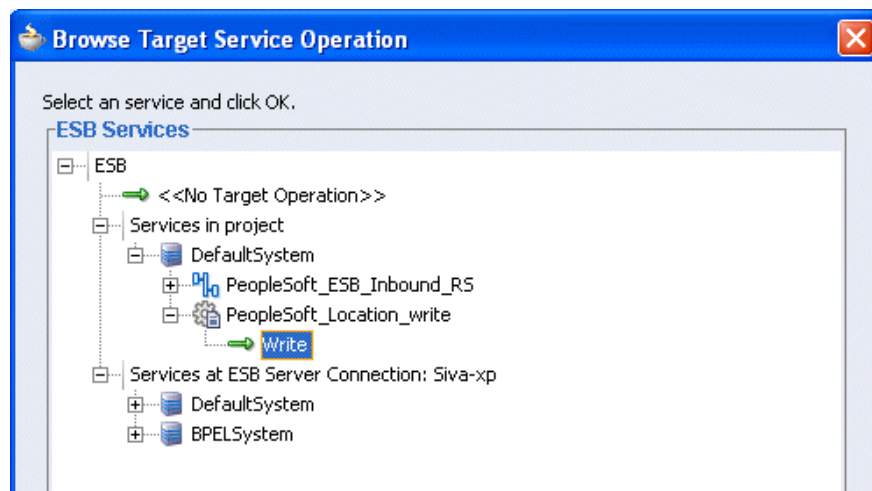 Browse Target Service Operation
Select an service and click OK.
ESB Services
ESB
<<No Target Operation>>
Services in project
DefaultSystem
PeopleSoft_ESB_Inbound_RS
PeopleSoft_Location_write
Write
Services at ESB Server Connection: Siva-xp
DefaultSystem
BPELSystem